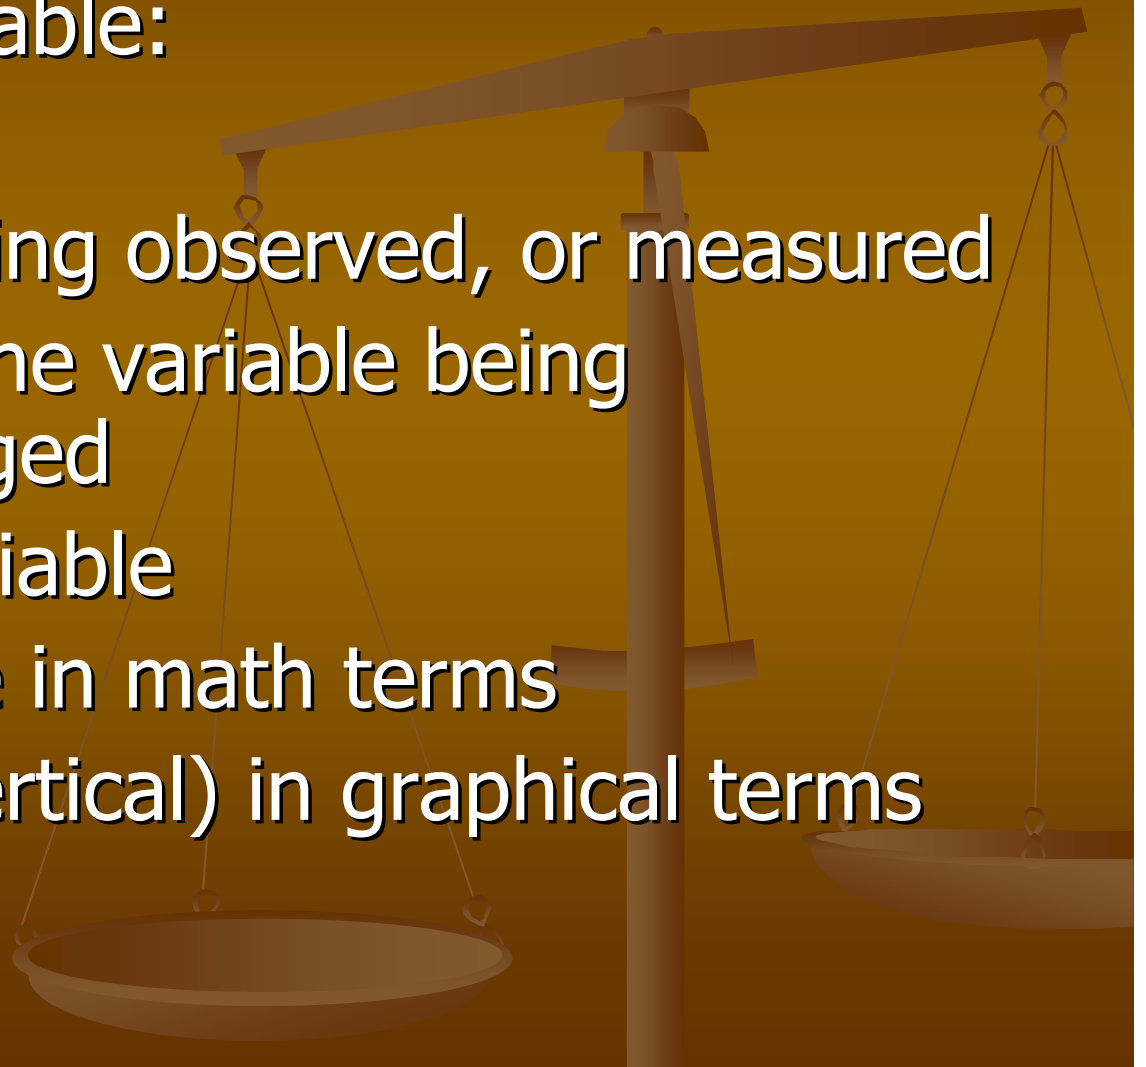 able:
ing observed, or measured
he variable being
ged
iable
e in math terms
ertical) in graphical terms